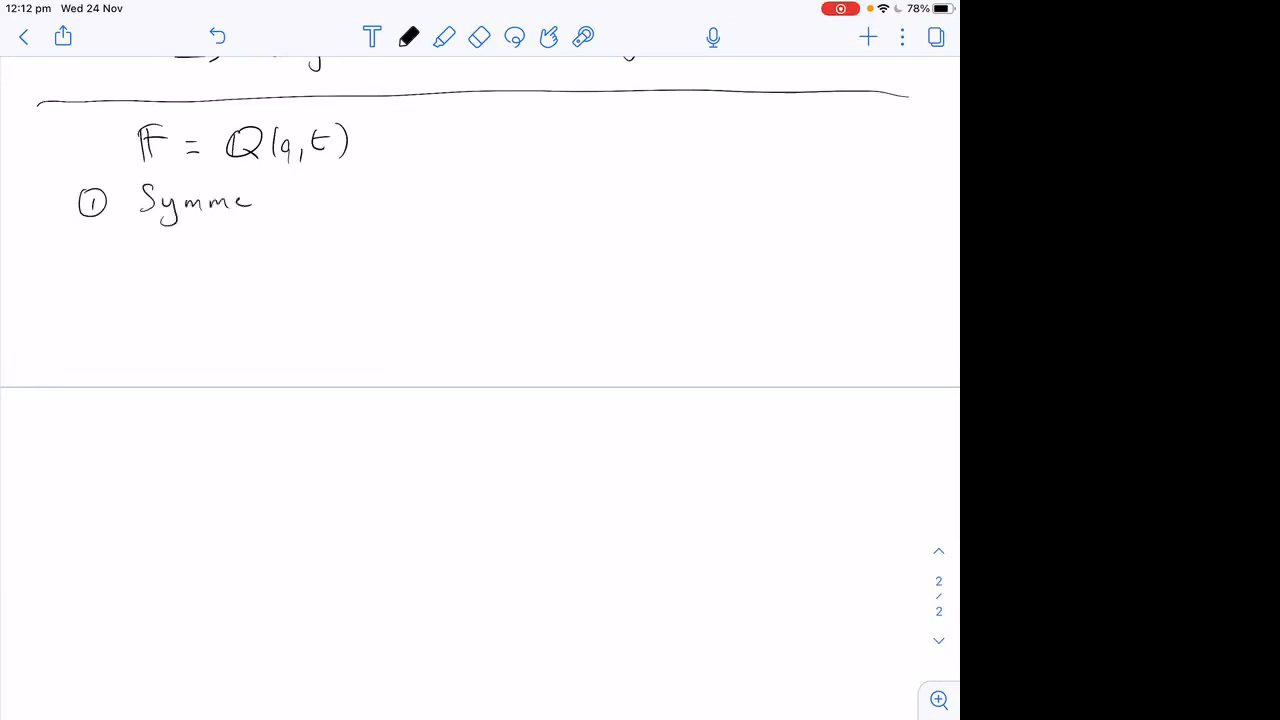 12:12 pm Wed 24 Nov
78%
T
𝔽 = ℚ(q,t)
① Symme
2
2